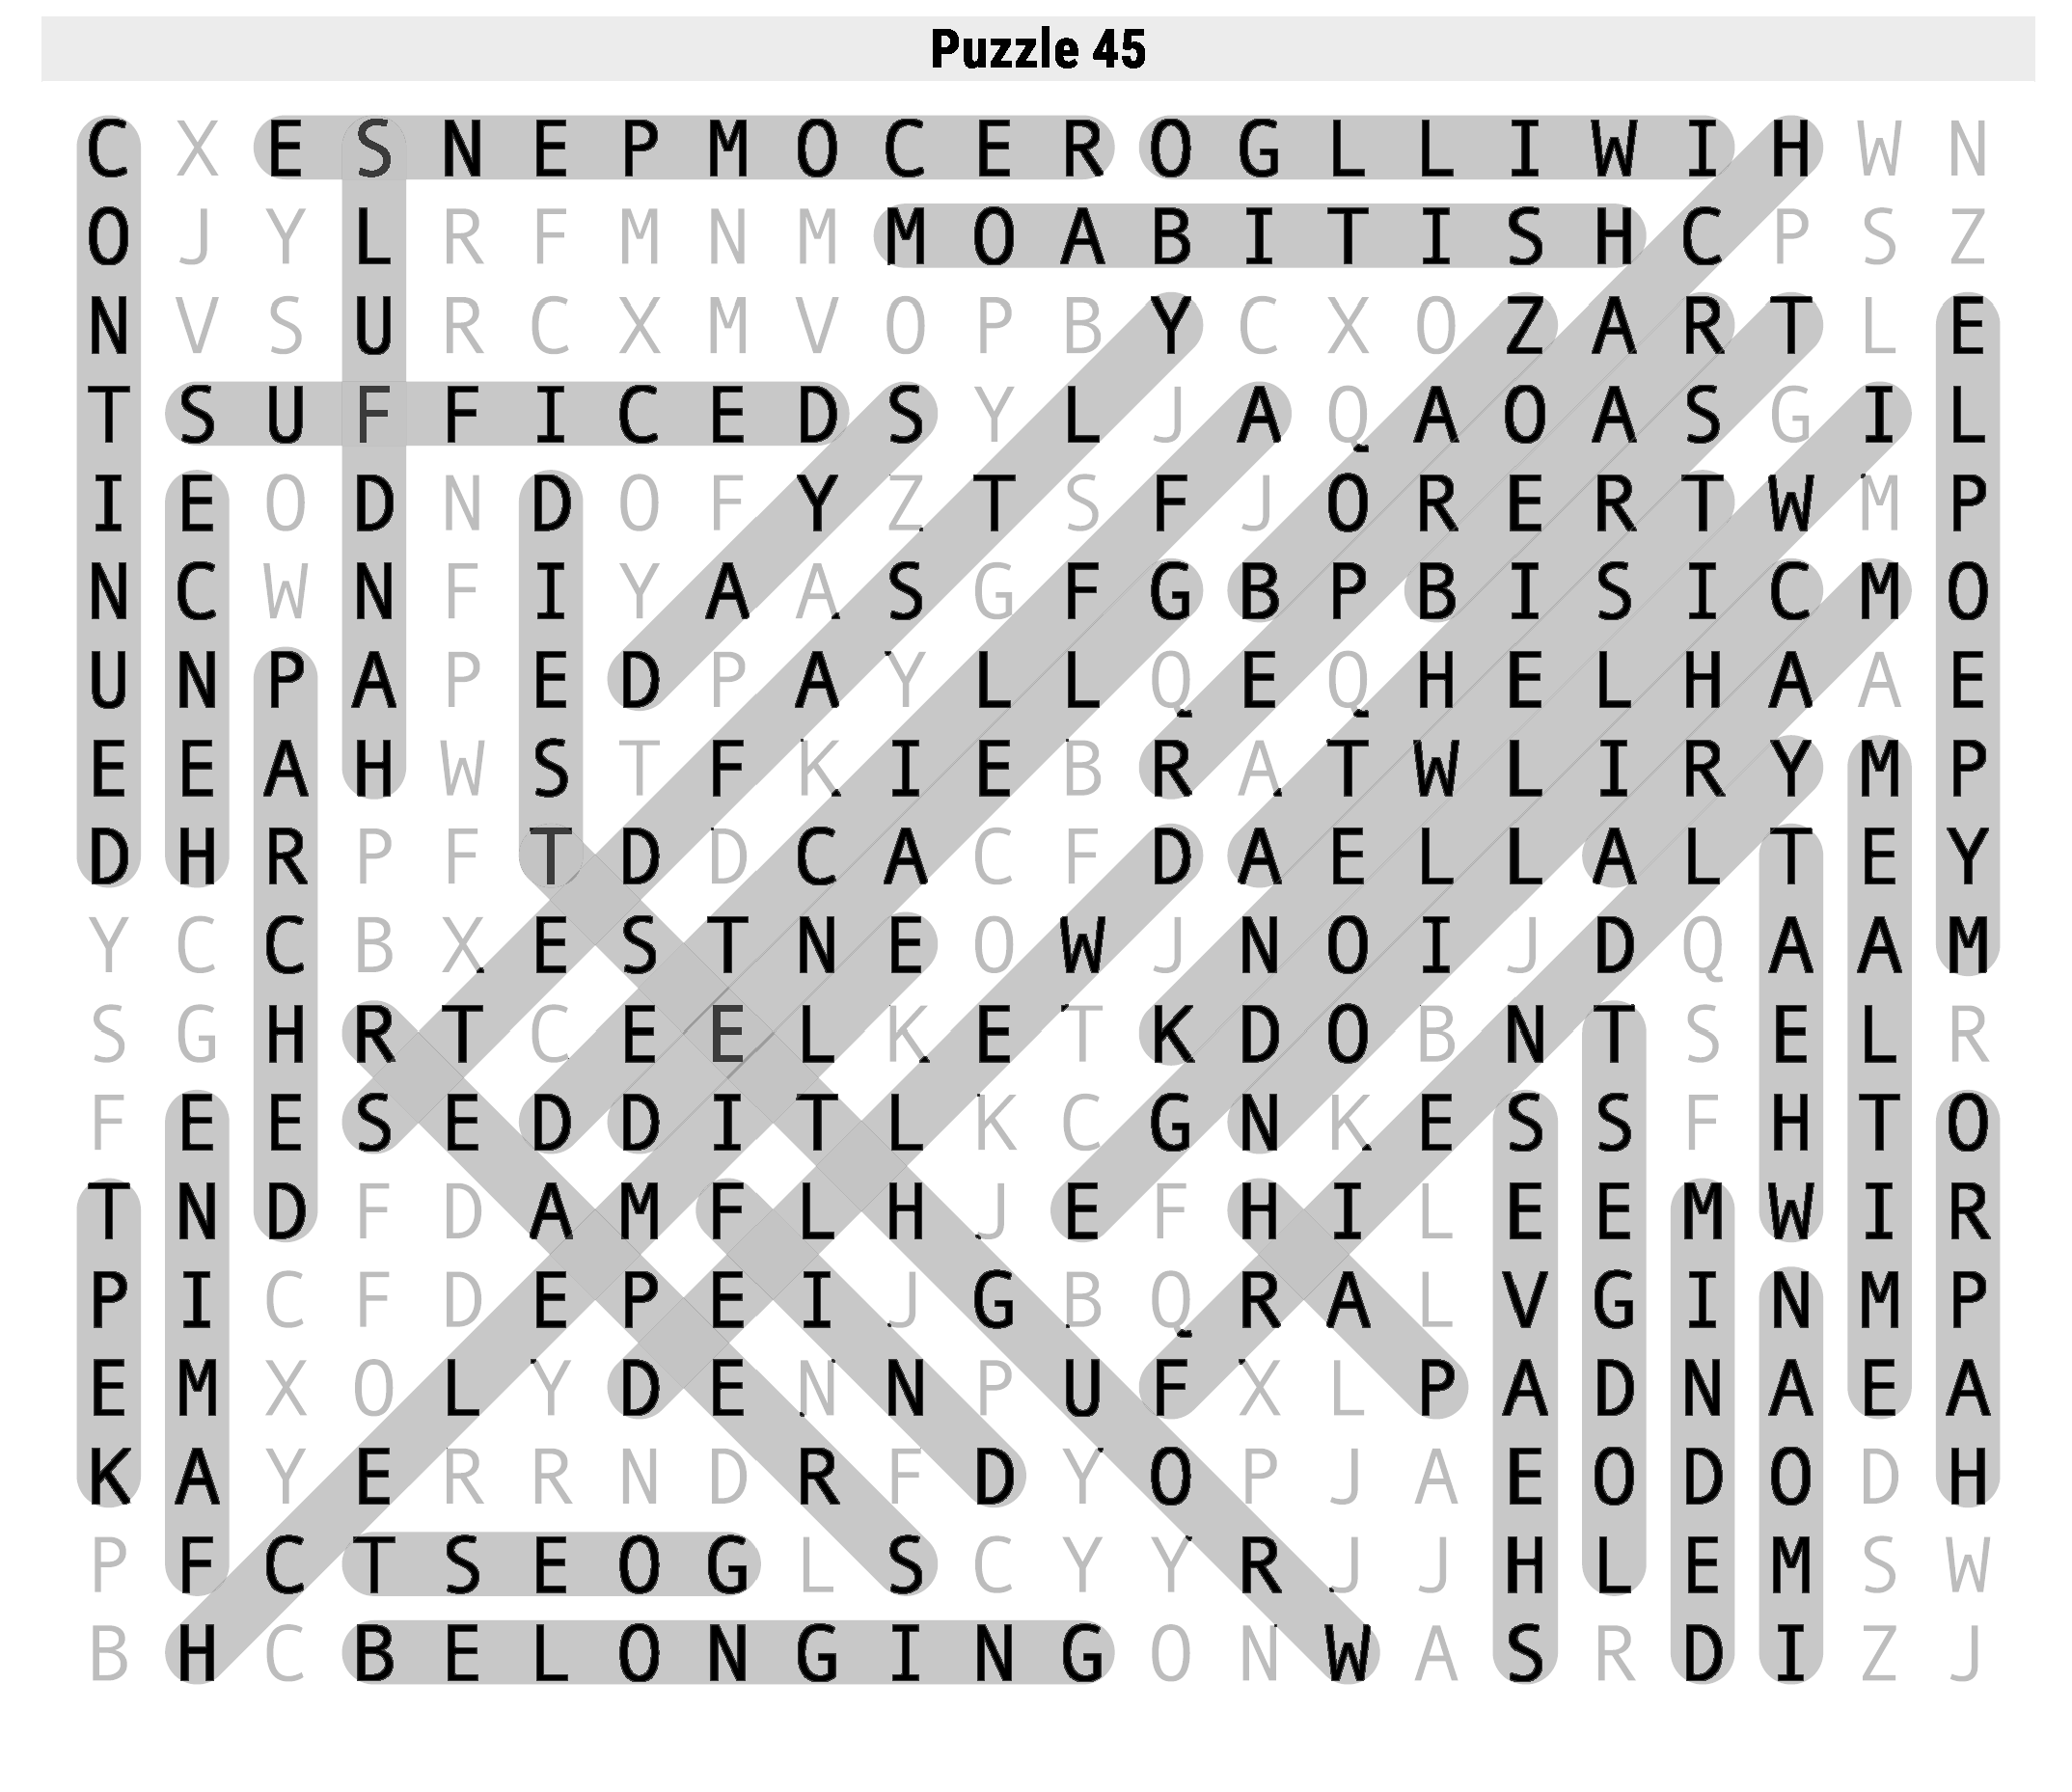 Puzzle 45
C X E S N E P M O C E R O G L L I W I H W N
O J Y L R F M N M M O A B I T I S H C P S Z
N V S U R C X M V O P B Y C X O Z A R T L E
T S U F F I C E D S Y L J A Q A O A S G I L
I E O D N D O F Y Z T S F J O R E R T W M P
N C W N F I Y A A S G F G B P B I S I C M O
U N P A P E D P A Y L L Q E Q H E L H A A E
E E A H W S T F K I E B R A T W L I R Y M P
D H R P F T D D C A C F D A E L L A L T E Y
Y C C B X E S T N E O W J N O I J D Q A A M
S G H R T C E E L K E T K D O B N T S E L R
F E E S E D D I T L K C G N K E S S F H T O
T N D F D A M F L H J E F H I L E E M W I R
P I C F D E P E I J G B Q R A L V G I N M P
E M X O L Y D E N N P U F X L P A D N A E A
K A Y E R R N D R F D Y O P J A E O D O D H
P F C T S E O G L S C Y Y R J J H L E M S W
B H C B E L O N G I N G O N W A S R D I Z J